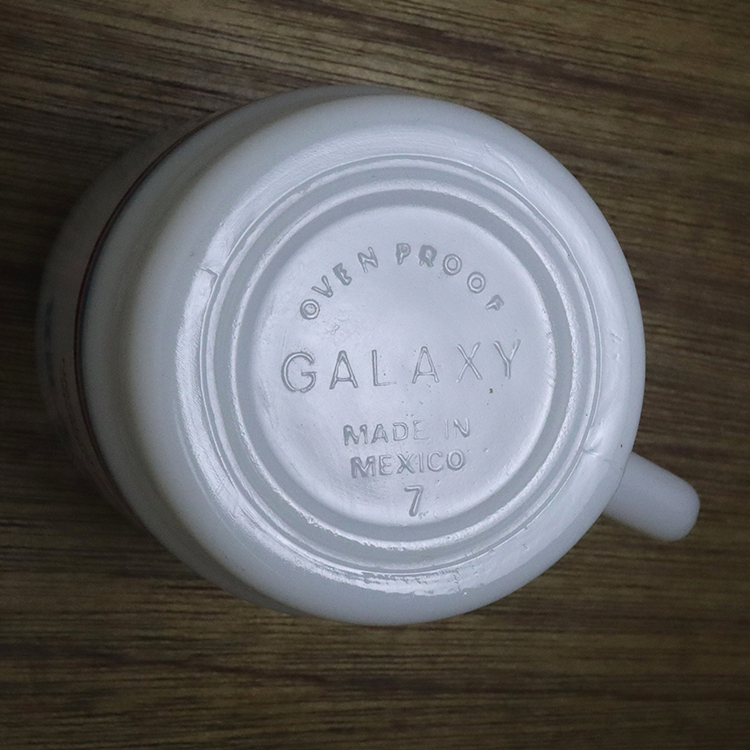 OVEN PROOF
GALAXY
MADE IN
MEXICO
7